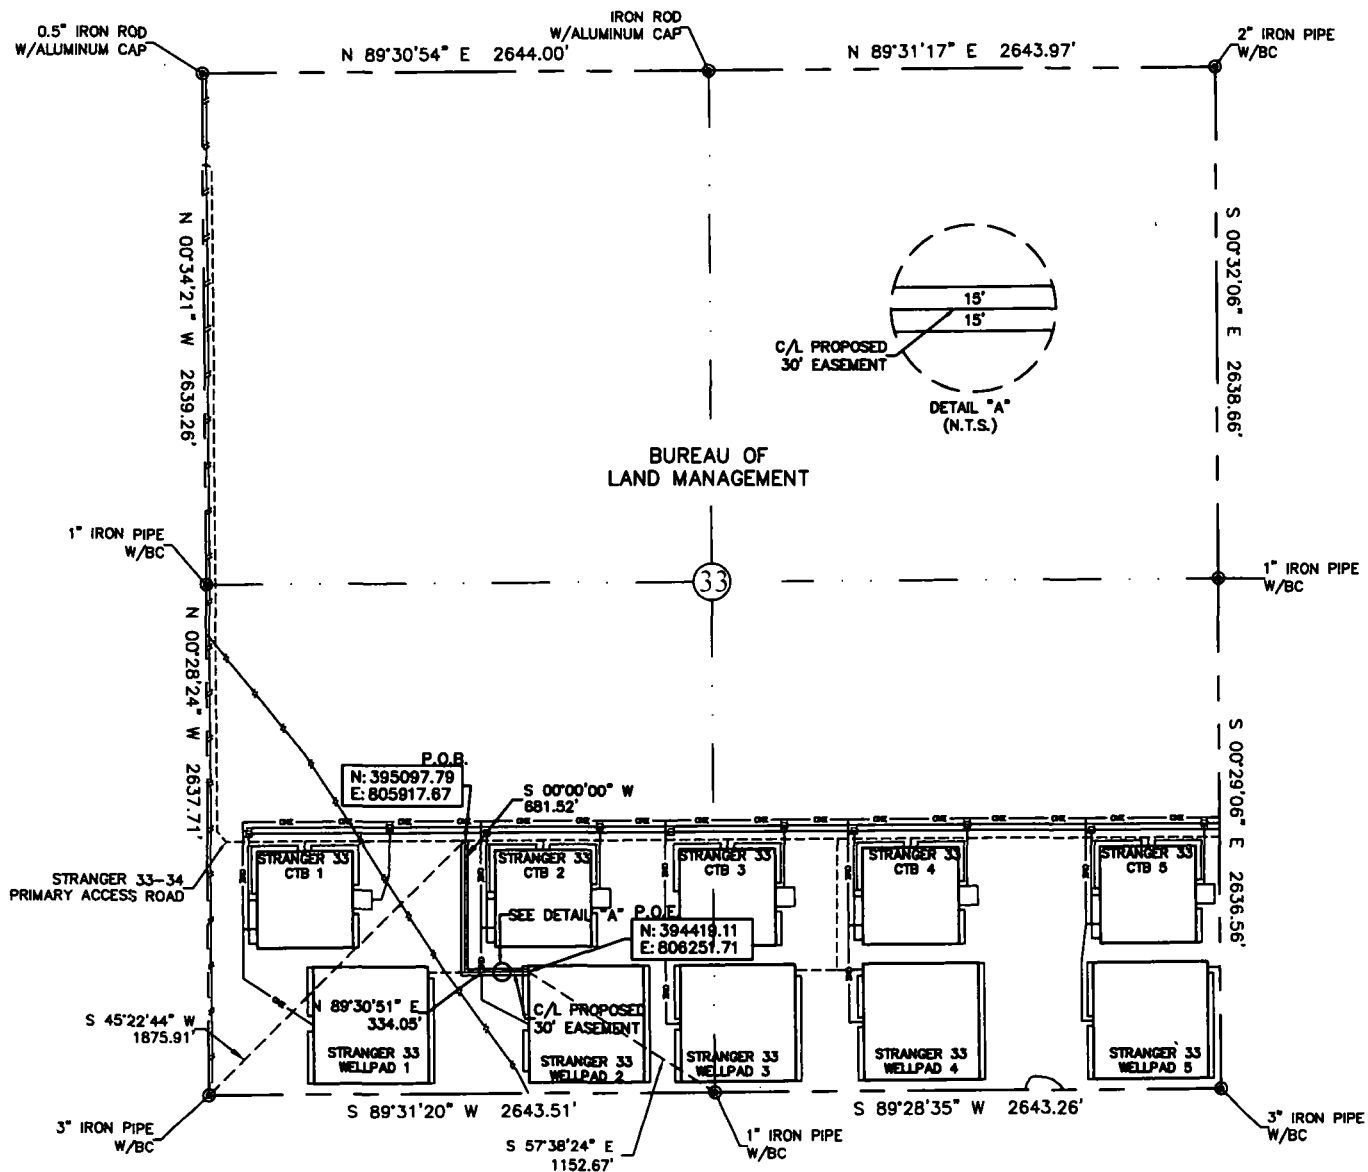 0.5" IRON ROD
W/ALUMINUM CAP
N 89°30'54" E 2644.00'
IRON ROD
W/ALUMINUM CAP
N 89°31'17" E 2643.97'
2" IRON PIPE
W/BC
N 00°34'21" W 2639.26'
S 00°32'06" E 2638.66'
15'
15'
C/L PROPOSED
30' EASEMENT
DETAIL "A"
(N.T.S.)
BUREAU OF
LAND MANAGEMENT
1" IRON PIPE
W/BC
33
1" IRON PIPE
W/BC
N 00°28'24" W 2637.71'
S 00°29'06" E 2636.56'
P.O.B.
N: 395097.79
E: 805917.67
S 00°00'00" W
681.52'
STRANGER 33-34
PRIMARY ACCESS ROAD
STRANGER 33
CTB 1
STRANGER 33
CTB 2
STRANGER 33
CTB 3
STRANGER 33
CTB 4
STRANGER 33
CTB 5
SEE DETAIL "A"
P.O.E.
N: 394419.11
E: 806251.71
N 89°30'51" E
334.05'
C/L PROPOSED
30' EASEMENT
S 45°22'44" W
1875.91'
STRANGER 33
WELLPAD 1
STRANGER 33
WELLPAD 2
STRANGER 33
WELLPAD 3
STRANGER 33
WELLPAD 4
STRANGER 33
WELLPAD 5
S 89°31'20" W 2643.51'
S 89°28'35" W 2643.26'
3" IRON PIPE
W/BC
S 57°38'24" E
1152.67'
1" IRON PIPE
W/BC
3" IRON PIPE
W/BC